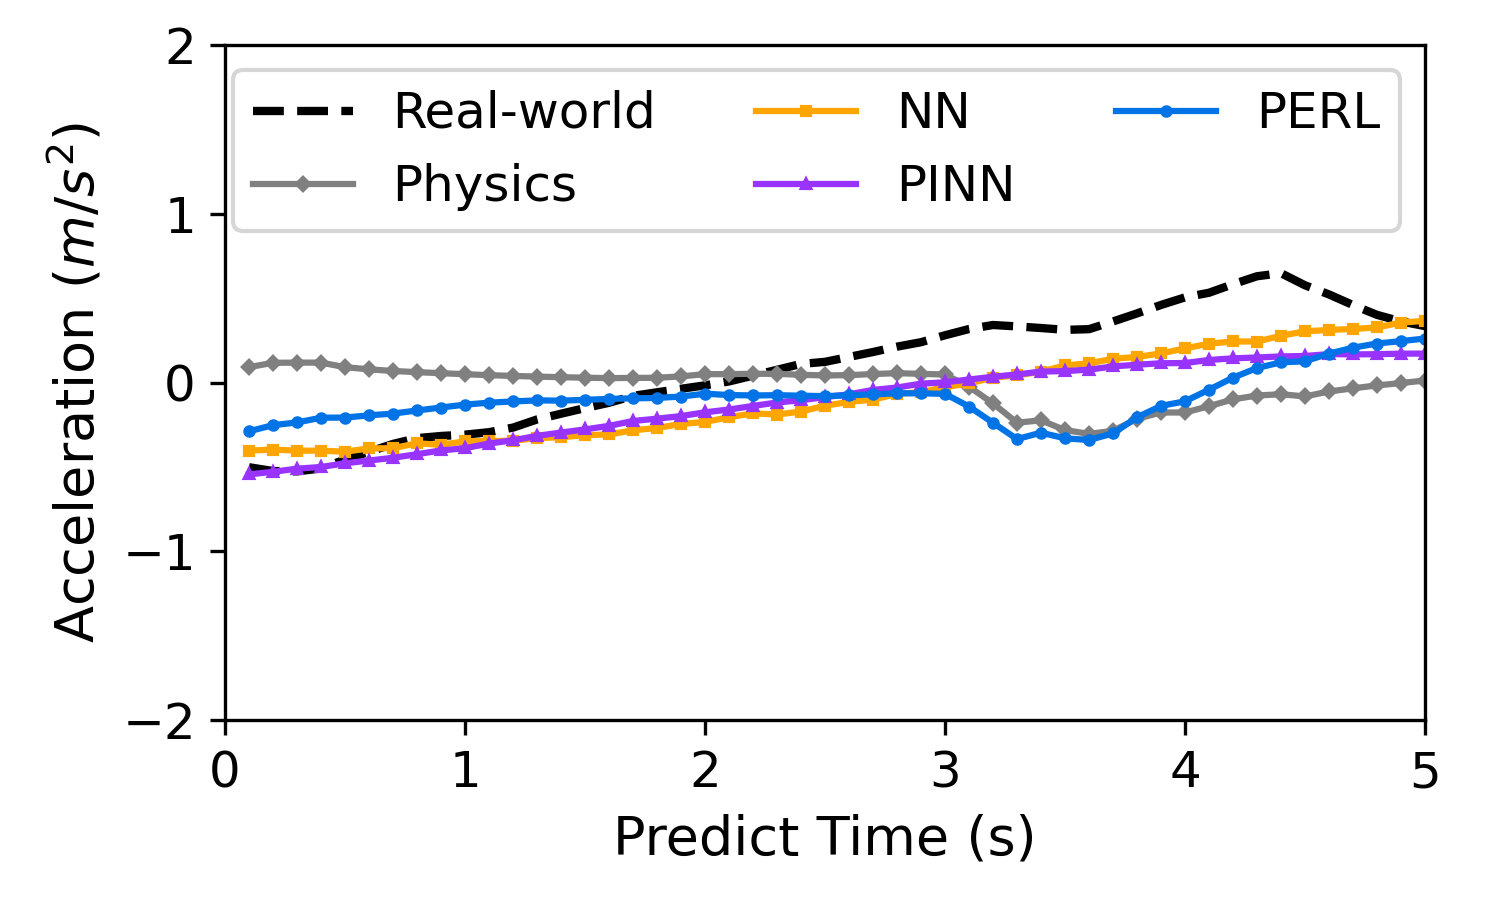 2
1
0
−1
−2
Acceleration (m/s²)
Real-world
NN
PERL
Physics
PINN
0 1 2 3 4 5
Predict Time (s)